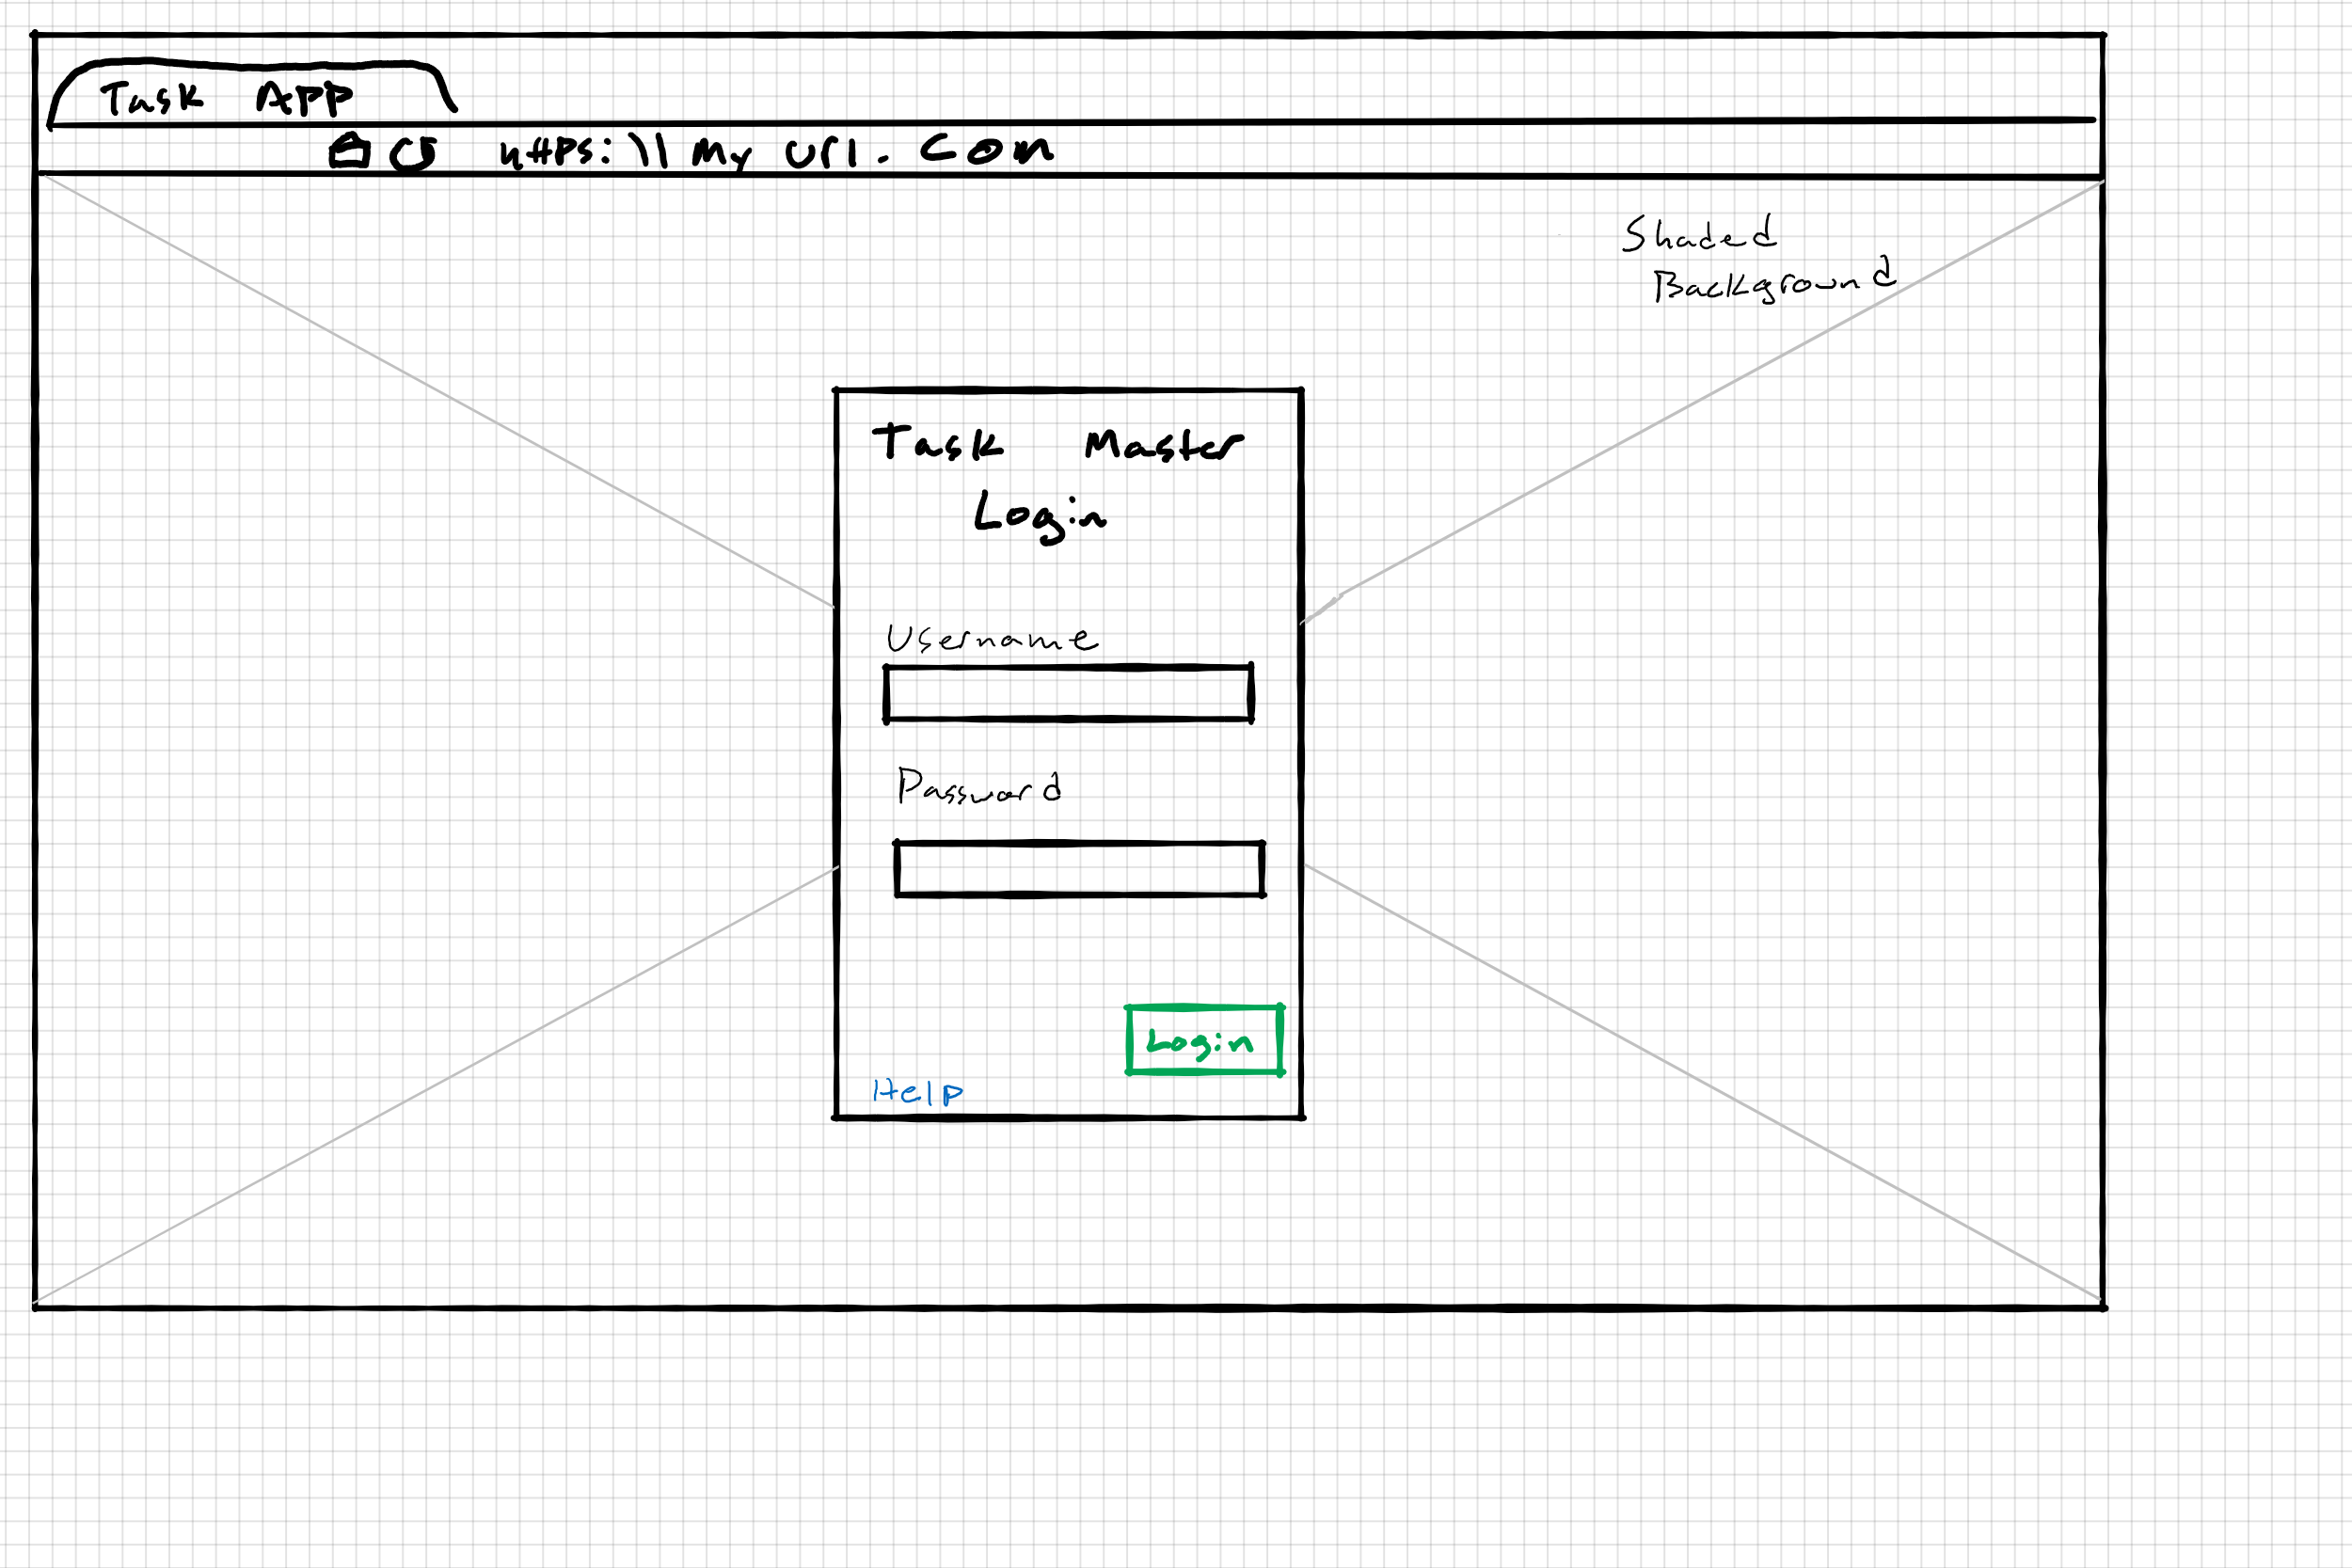 Task App
https:\\ my url. com
Shaded
Background
Task Master
Login
Username
Password
Login
Help